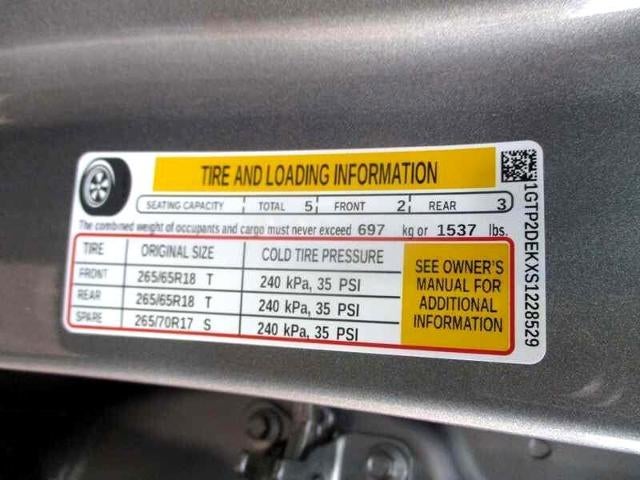 TIRE AND LOADING INFORMATION
SEATING CAPACITY TOTAL 5 FRONT 2 REAR 3
The combined weight of occupants and cargo must never exceed 697 kg or 1537 lbs.
TIRE ORIGINAL SIZE COLD TIRE PRESSURE
FRONT 265/65R18 T 240 kPa, 35 PSI
REAR 265/65R18 T 240 kPa, 35 PSI
SPARE 265/70R17 S 240 kPa, 35 PSI
SEE OWNER'S
MANUAL FOR
ADDITIONAL
INFORMATION
1GTP2DEKXS1228529